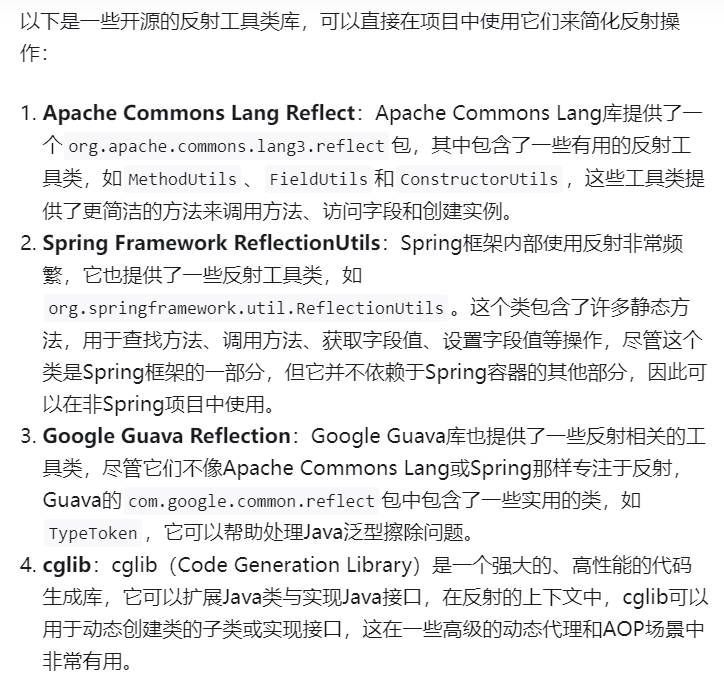 以下是一些开源的反射工具类库，可以直接在项目中使用它们来简化反射操
作：
1. Apache Commons Lang Reflect：Apache Commons Lang库提供了一
个 org.apache.commons.lang3.reflect 包，其中包含了一些有用的反射工
具类，如 MethodUtils 、 FieldUtils 和 ConstructorUtils ，这些工具类提
供了更简洁的方法来调用方法、访问字段和创建实例。
2. Spring Framework ReflectionUtils：Spring框架内部使用反射非常频
繁，它也提供了一些反射工具类，如
org.springframework.util.ReflectionUtils 。这个类包含了许多静态方
法，用于查找方法、调用方法、获取字段值、设置字段值等操作，尽管这个
类是Spring框架的一部分，但它并不依赖于Spring容器的其他部分，因此可
以在非Spring项目中使用。
3. Google Guava Reflection：Google Guava库也提供了一些反射相关的工
具类，尽管它们不像Apache Commons Lang或Spring那样专注于反射，
Guava的 com.google.common.reflect 包中包含了一些实用的类，如
TypeToken ，它可以帮助处理Java泛型擦除问题。
4. cglib：cglib（Code Generation Library）是一个强大的、高性能的代码
生成库，它可以扩展Java类与实现Java接口，在反射的上下文中，cglib可以
用于动态创建类的子类或实现接口，这在一些高级的动态代理和AOP场景中
非常有用。